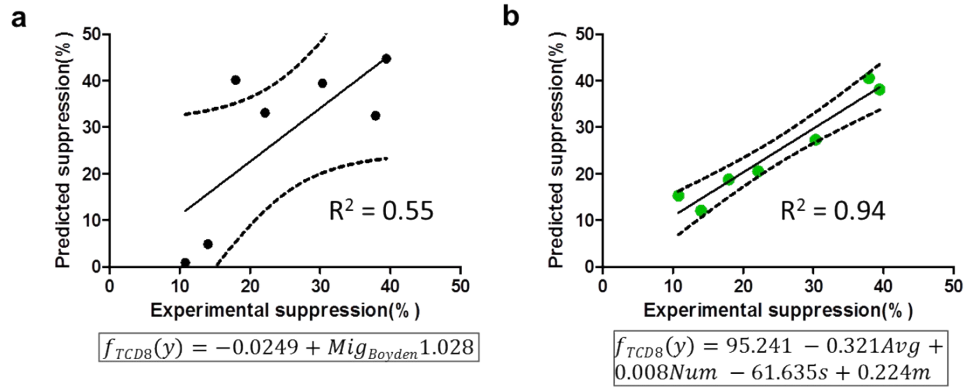 a
50
40
30
20
10
0
Predicted suppression(%)
R² = 0.55
0 10 20 30 40 50
Experimental suppression(% )
f_TCD8(y) = −0.0249 + Mig_Boyden1.028
b
50
40
30
20
10
0
Predicted suppression(%)
R² = 0.94
0 10 20 30 40 50
Experimental suppression(% )
f_TCD8(y) = 95.241 − 0.321Avg +
0.008Num − 61.635s + 0.224m